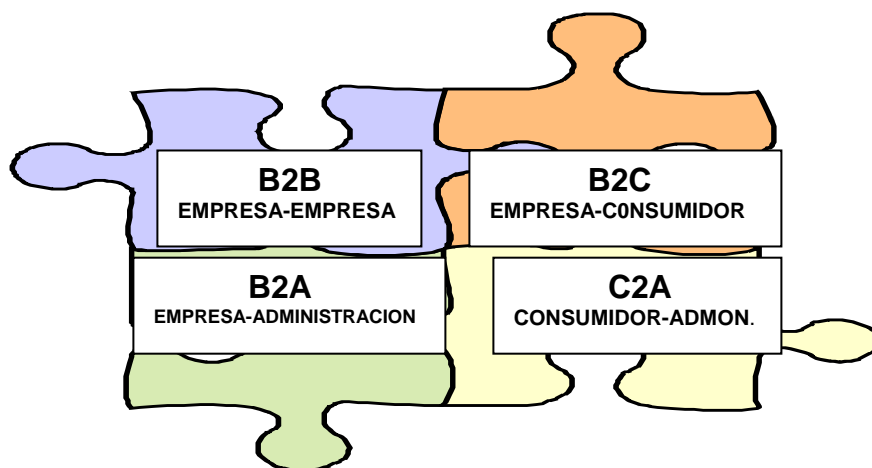 B2B
EMPRESA-EMPRESA
B2C
EMPRESA-C0NSUMIDOR
B2A
EMPRESA-ADMINISTRACION
C2A
CONSUMIDOR-ADMON.